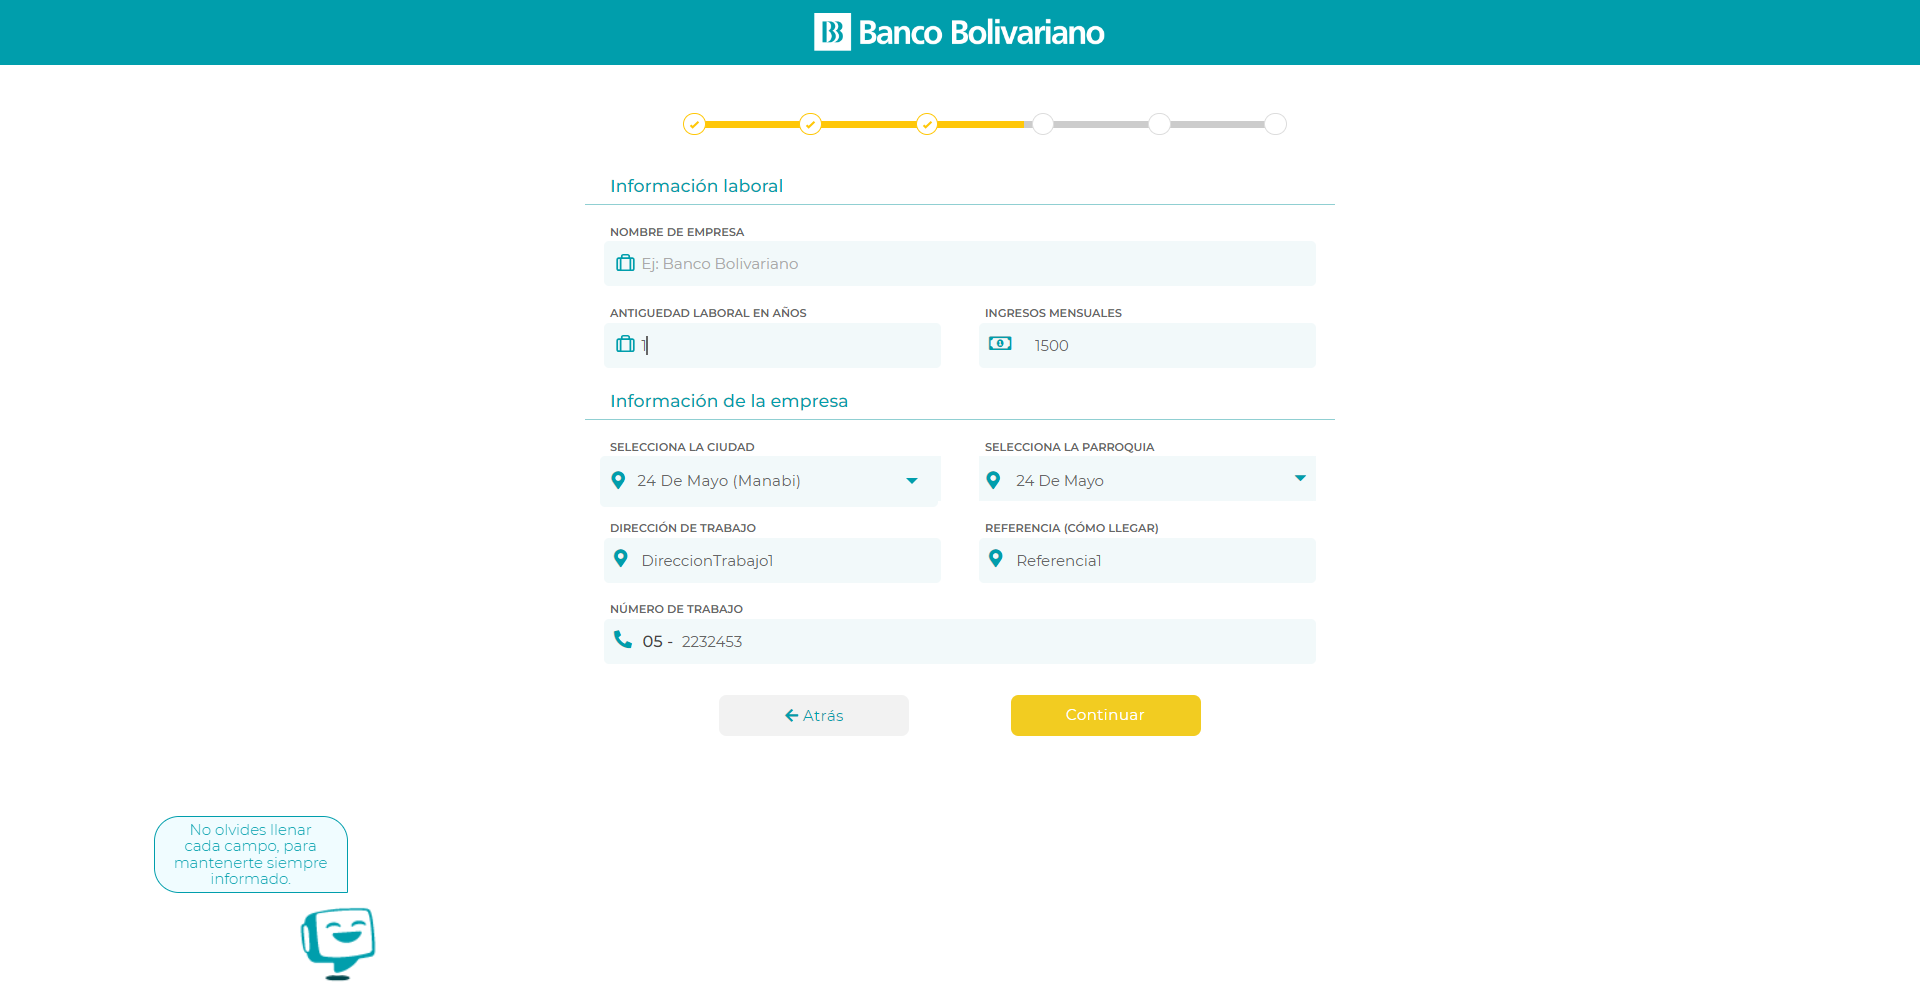 Banco Bolivariano
Información laboral
NOMBRE DE EMPRESA
Ej: Banco Bolivariano
ANTIGUEDAD LABORAL EN AÑOS
INGRESOS MENSUALES
1
1500
Información de la empresa
SELECCIONA LA CIUDAD
SELECCIONA LA PARROQUIA
24 De Mayo (Manabi)
24 De Mayo
DIRECCIÓN DE TRABAJO
REFERENCIA (CÓMO LLEGAR)
DireccionTrabajo1
Referencia1
NÚMERO DE TRABAJO
05 - 2232453
Atrás
Continuar
No olvides llenar
cada campo, para
mantenerte siempre
informado.